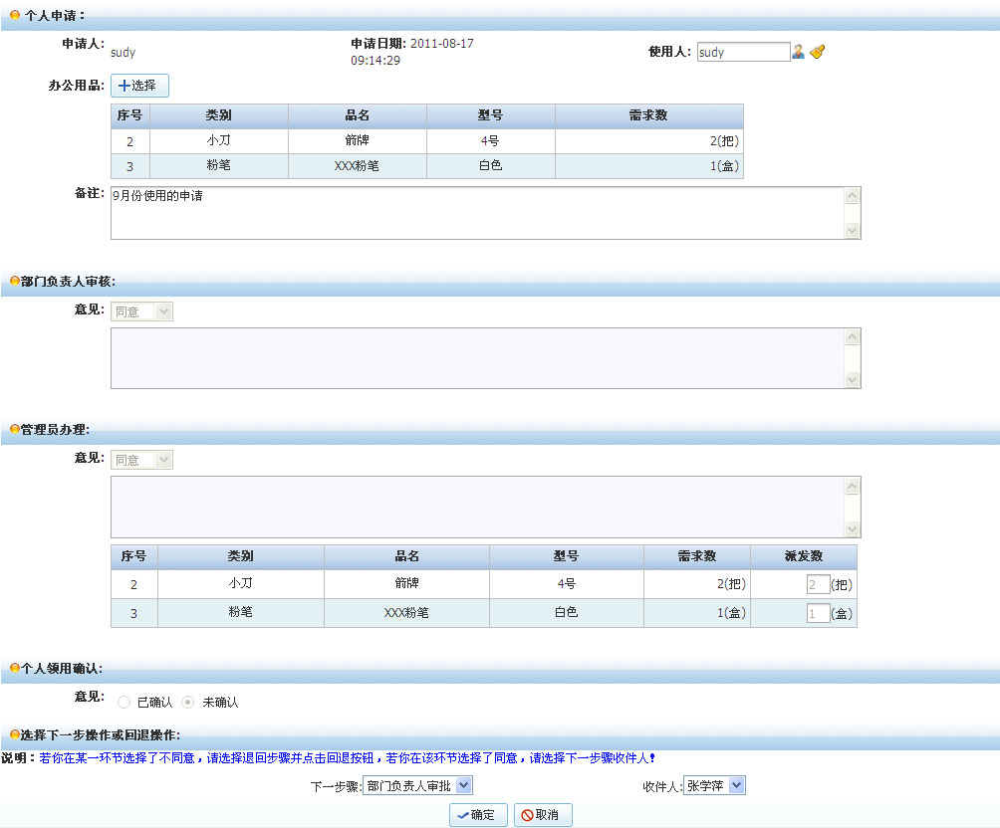 个人申请：
申请人: sudy 申请日期: 2011-08-17 09:14:29 使用人: sudy
办公用品: 选择
序号 类别 品名 型号 需求数
2 小刀 箭牌 4号 2(把)
3 粉笔 XXX粉笔 白色 1(盒)
备注: 9月份使用的申请
部门负责人审核:
意见: 同意
管理员办理:
意见: 同意
序号 类别 品名 型号 需求数 派发数
2 小刀 箭牌 4号 2(把) 2 (把)
3 粉笔 XXX粉笔 白色 1(盒) 1 (盒)
个人领用确认:
意见: 已确认 未确认
选择下一步操作或回退操作:
说明：若你在某一环节选择了不同意，请选择退回步骤并点击回退按钮，若你在该环节选择了同意，请选择下一步骤收件人！
下一步骤: 部门负责人审批 收件人: 张学萍
确定 取消